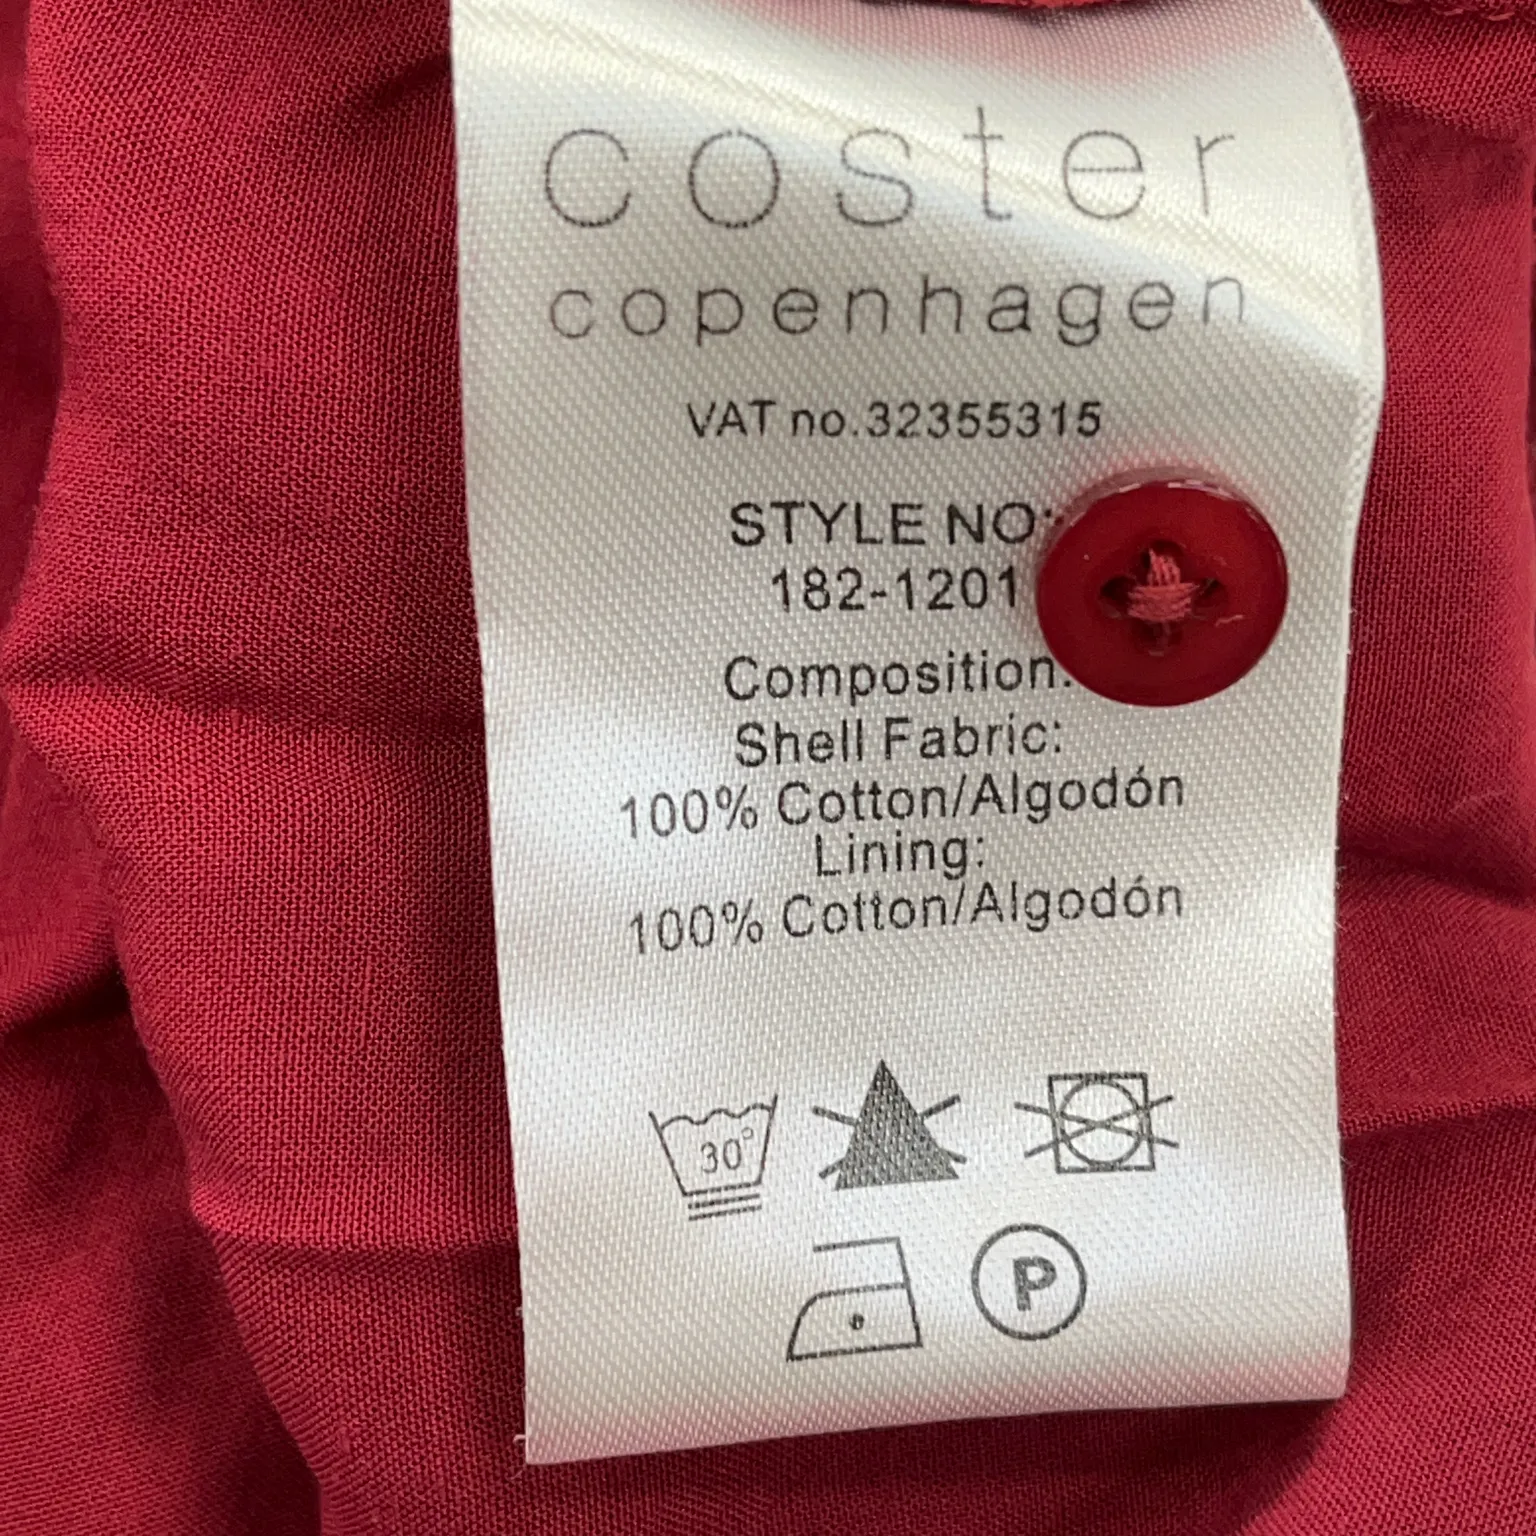 coster
copenhagen
VAT no.32355315
STYLE NO:
182-1201
Composition:
Shell Fabric:
100% Cotton/Algodón
Lining:
100% Cotton/Algodón
30°
P